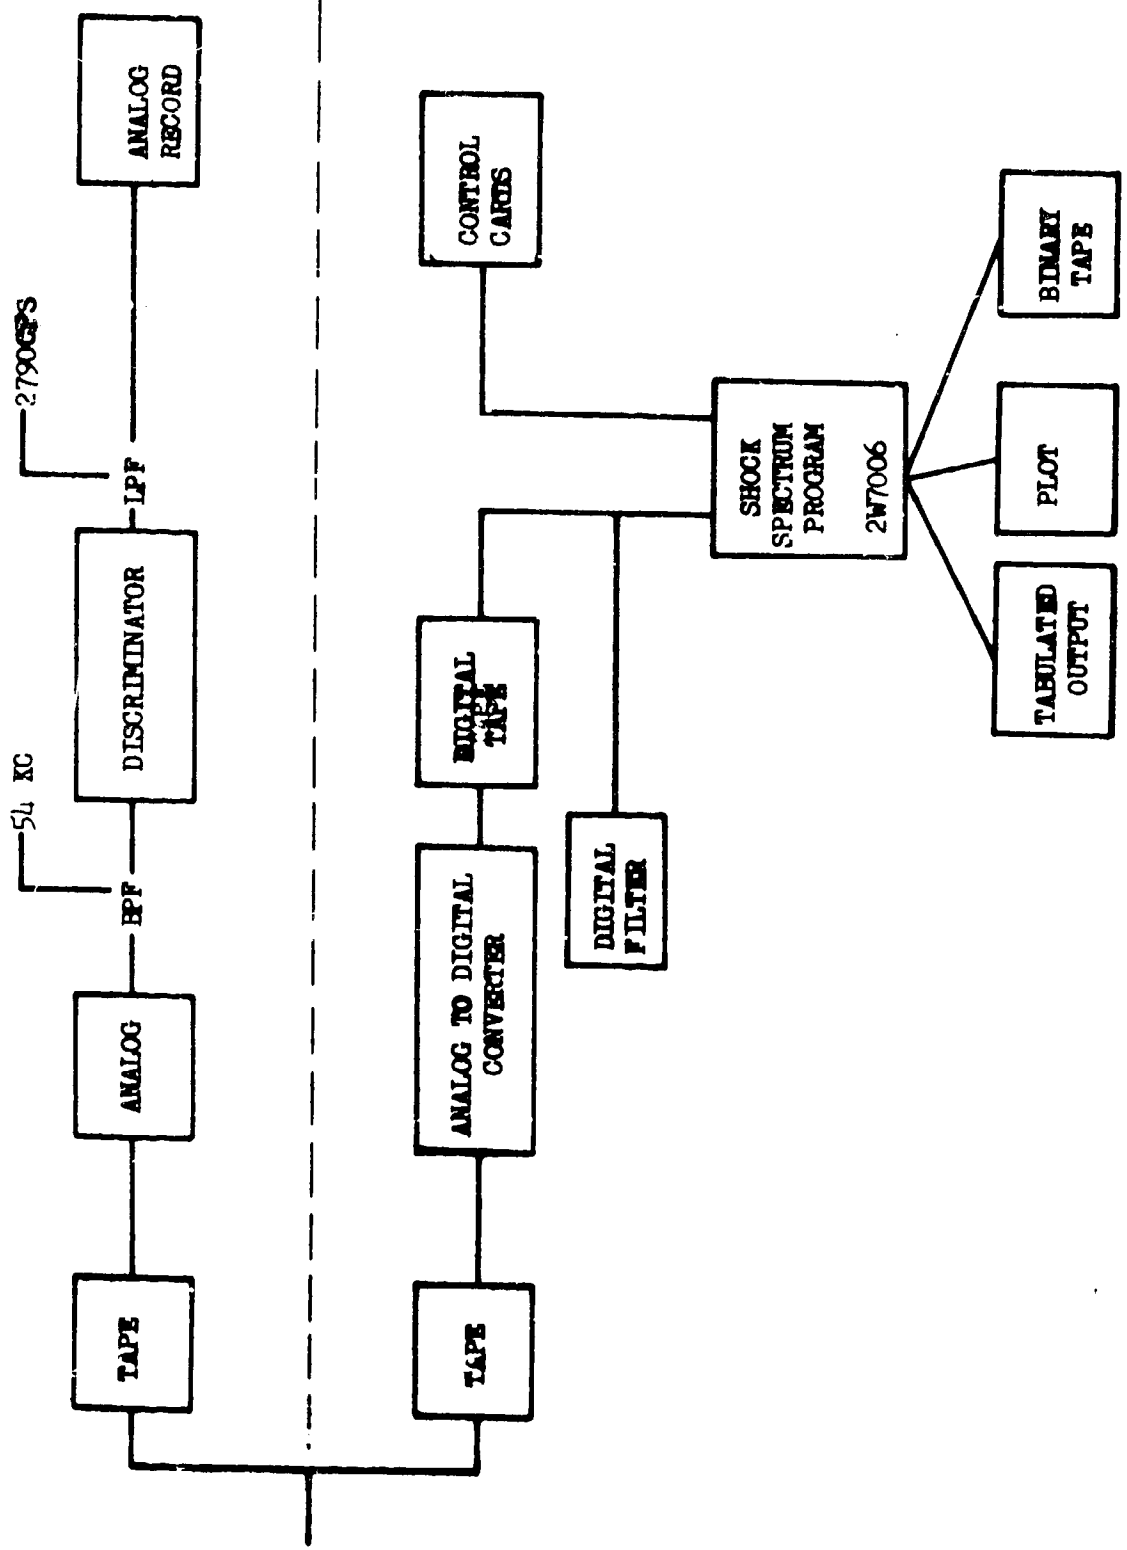 54 KC
2790CPS
TAPE
ANALOG
BPF
DISCRIMINATOR
LPF
ANALOG
RECORD
TAPE
ANALOG TO DIGITAL
CONVERTER
DIGITAL
TAPE
CONTROL
CARDS
DIGITAL
FILTER
SHOCK
SPECTRUM
PROGRAM
2W7006
TABULATED
OUTPUT
PLOT
BINARY
TAPE